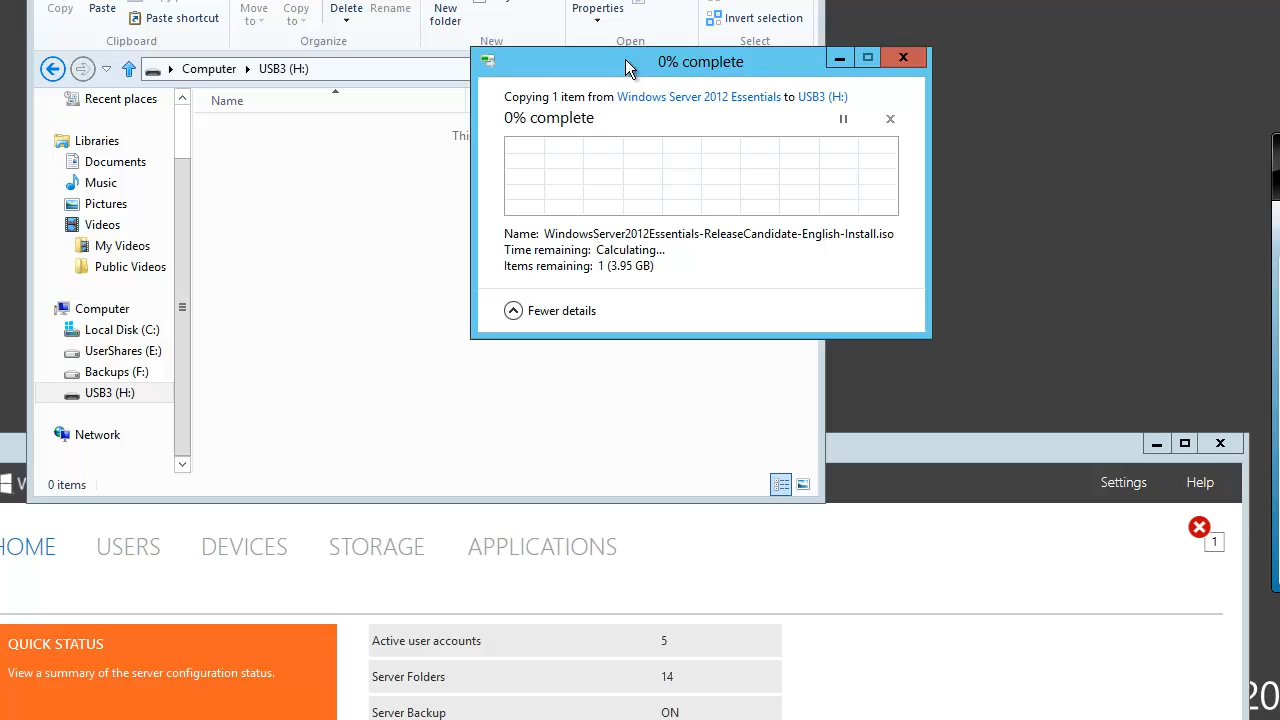 Copy
Paste
Paste shortcut
Move to
Copy to
Delete
Rename
New folder
Properties
Invert selection
Clipboard
Organize
New
Open
Select
0% complete
Computer
USB3 (H:)
Copying 1 item from Windows Server 2012 Essentials to USB3 (H:)
0% complete
Recent places
Name
Thi
Libraries
Documents
Music
Pictures
Videos
My Videos
Public Videos
Name: WindowsServer2012Essentials-ReleaseCandidate-English-Install.iso
Time remaining: Calculating...
Items remaining: 1 (3.95 GB)
Computer
Fewer details
Local Disk (C:)
UserShares (E:)
Backups (F:)
USB3 (H:)
Network
0 items
W
Settings
Help
HOME
USERS
DEVICES
STORAGE
APPLICATIONS
1
QUICK STATUS
View a summary of the server configuration status.
Active user accounts 5
Server Folders 14
Server Backup ON
20